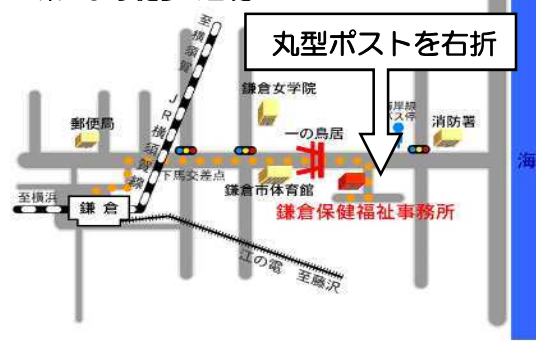 丸型ポストを右折
至横須賀
鎌倉女学院
郵便局
JR横須賀線
一の鳥居
海岸線
バス停
消防署
海
下馬交差点
鎌倉市体育館
至横浜
鎌倉
鎌倉保健福祉事務所
江の電
至藤沢